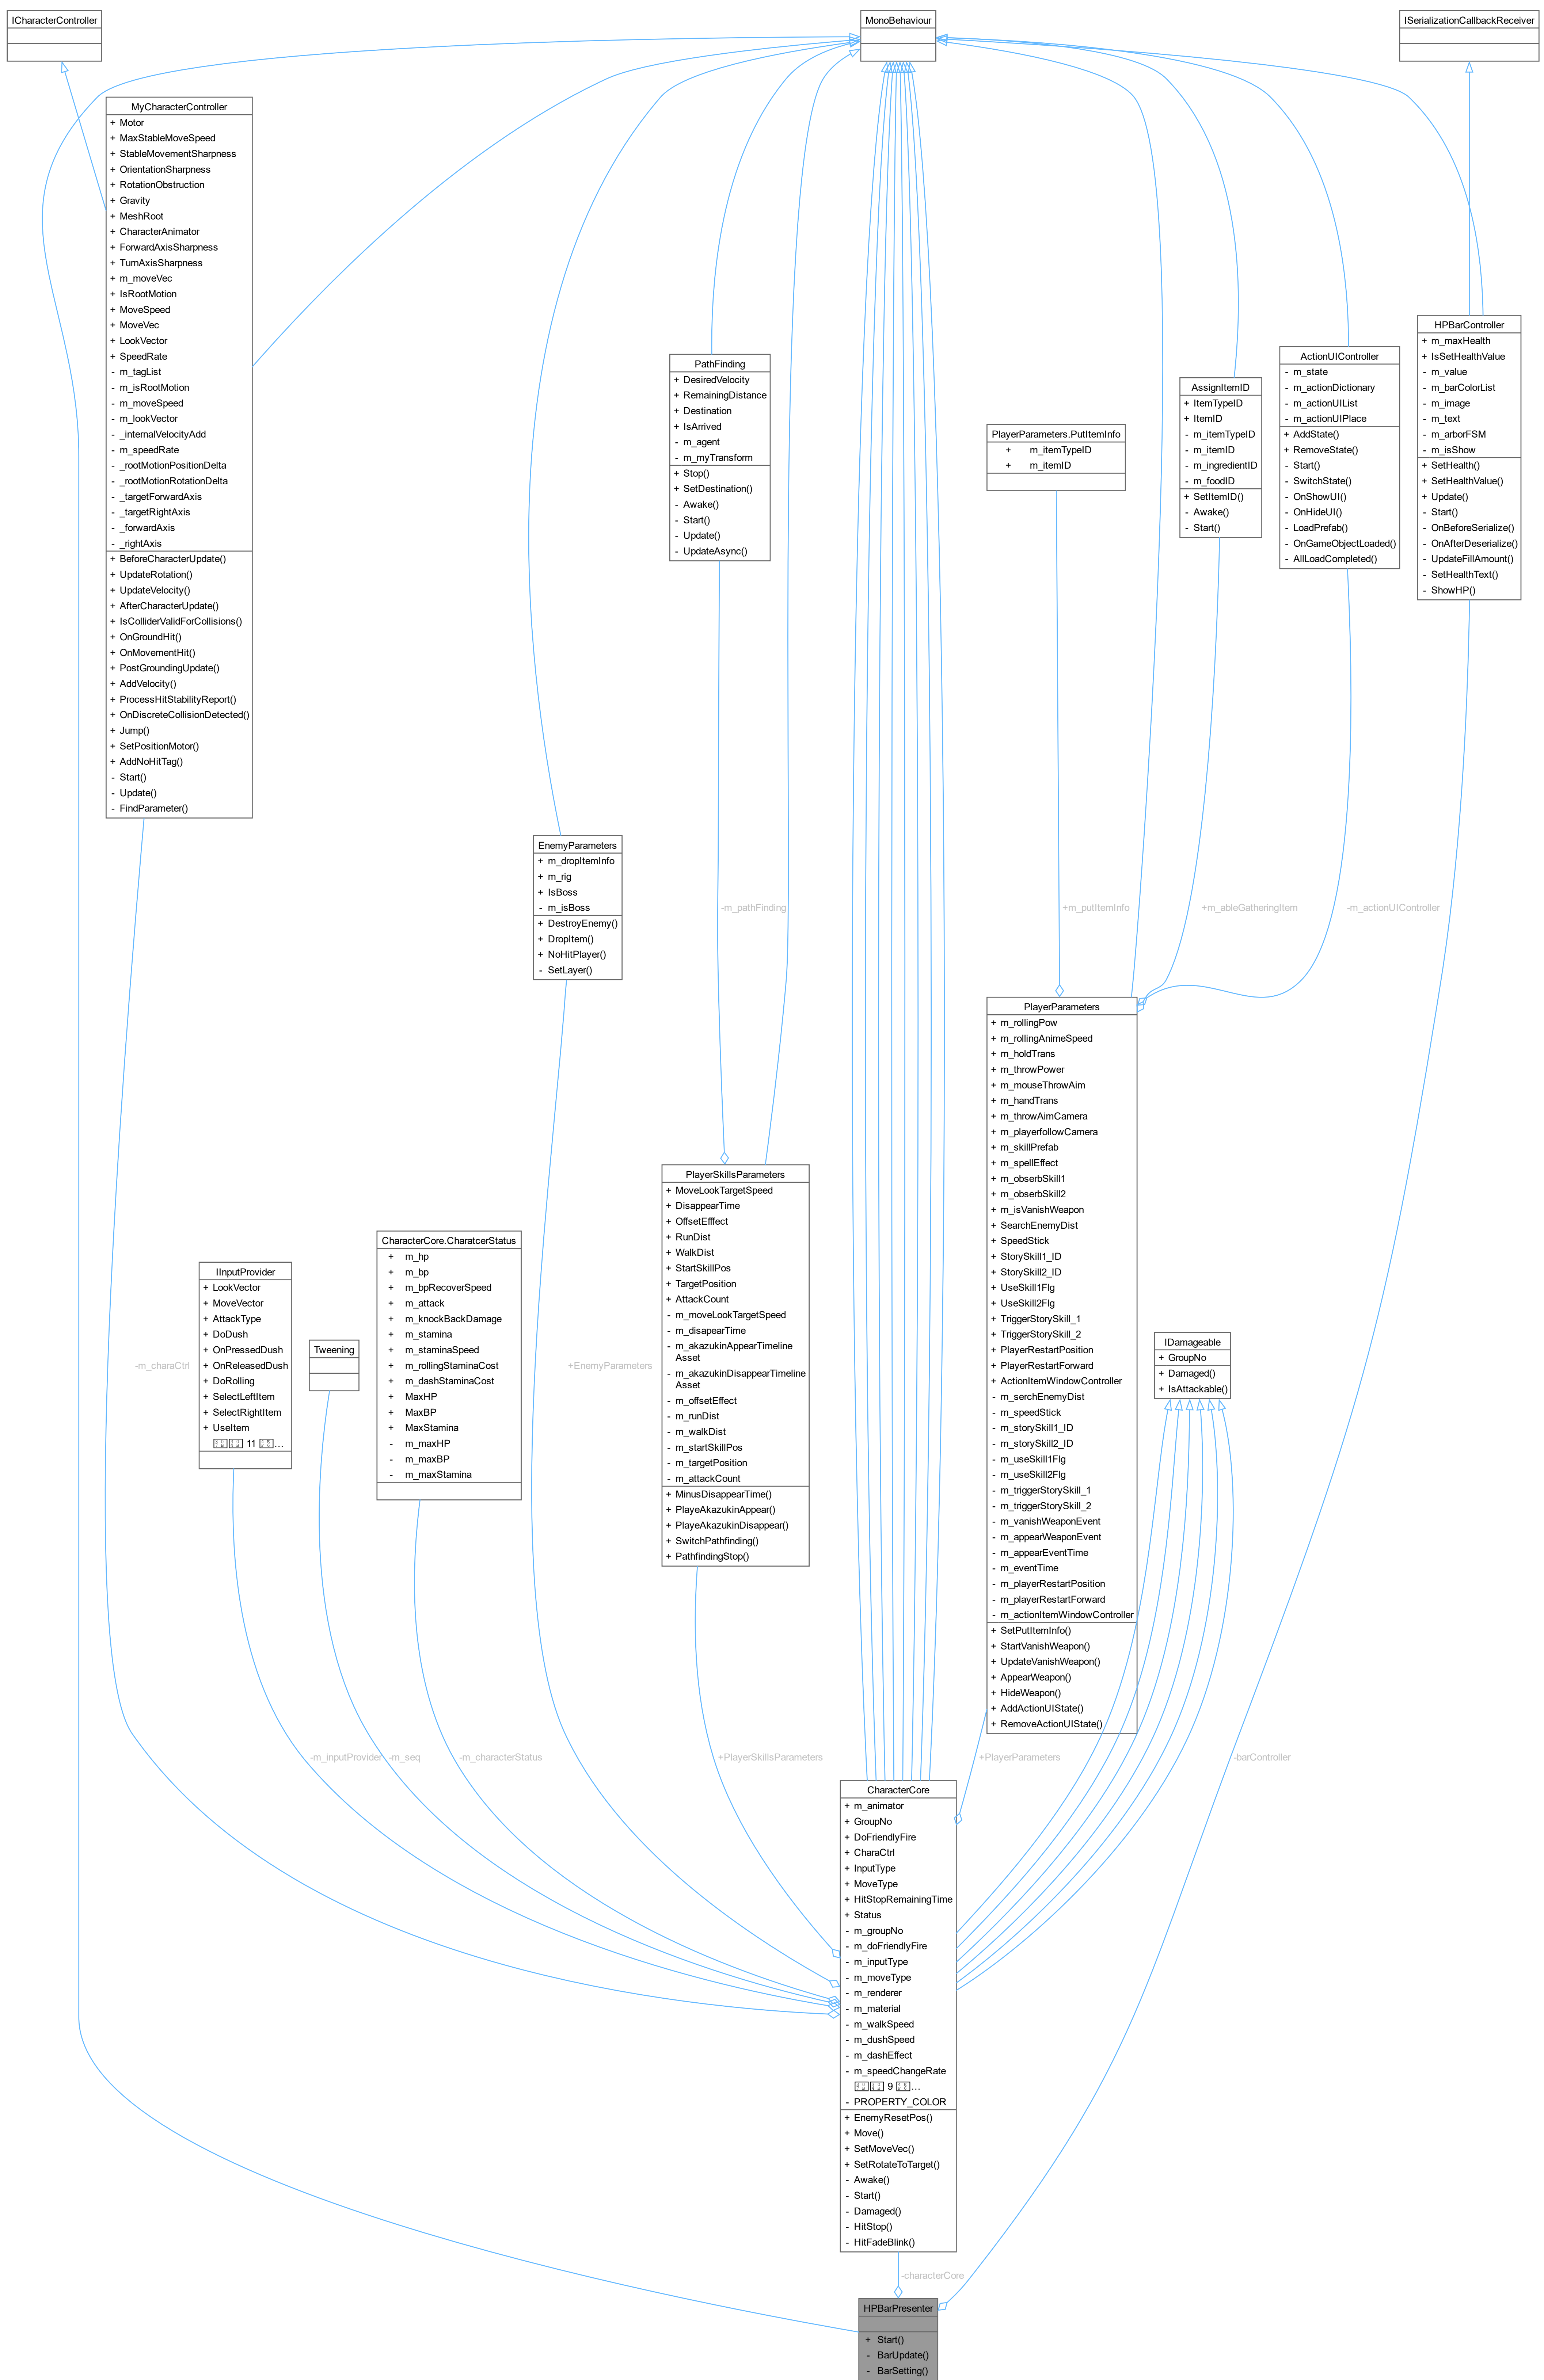 ICharacterController
MonoBehaviour
ISerializationCallbackReceiver
MyCharacterController
+ Motor
+ MaxStableMoveSpeed
+ StableMovementSharpness
+ OrientationSharpness
+ RotationObstruction
+ Gravity
+ MeshRoot
+ CharacterAnimator
+ ForwardAxisSharpness
+ TurnAxisSharpness
+ m_moveVec
+ IsRootMotion
+ MoveSpeed
+ MoveVec
+ LookVector
+ SpeedRate
- m_tagList
- m_isRootMotion
- m_moveSpeed
- m_lookVector
- _internalVelocityAdd
- m_speedRate
- _rootMotionPositionDelta
- _rootMotionRotationDelta
- _targetForwardAxis
- _targetRightAxis
- _forwardAxis
- _rightAxis
+ BeforeCharacterUpdate()
+ UpdateRotation()
+ UpdateVelocity()
+ AfterCharacterUpdate()
+ IsColliderValidForCollisions()
+ OnGroundHit()
+ OnMovementHit()
+ PostGroundingUpdate()
+ AddVelocity()
+ ProcessHitStabilityReport()
+ OnDiscreteCollisionDetected()
+ Jump()
+ SetPositionMotor()
+ AddNoHitTag()
- Start()
- Update()
- FindParameter()
HPBarController
+ m_maxHealth
+ IsSetHealthValue
- m_value
- m_barColorList
- m_image
- m_text
- m_arborFSM
- m_isShow
+ SetHealth()
+ SetHealthValue()
+ Update()
- Start()
- OnBeforeSerialize()
- OnAfterDeserialize()
- UpdateFillAmount()
- SetHealthText()
- ShowHP()
ActionUIController
- m_state
- m_actionDictionary
- m_actionUIList
- m_actionUIPlace
+ AddState()
+ RemoveState()
- Start()
- SwitchState()
- OnShowUI()
- OnHideUI()
- LoadPrefab()
- OnGameObjectLoaded()
- AllLoadCompleted()
PathFinding
+ DesiredVelocity
+ RemainingDistance
+ Destination
+ IsArrived
- m_agent
- m_myTransform
+ Stop()
+ SetDestination()
- Awake()
- Start()
- Update()
- UpdateAsync()
AssignItemID
+ ItemTypeID
+ ItemID
- m_itemTypeID
- m_itemID
- m_ingredientID
- m_foodID
+ SetItemID()
- Awake()
- Start()
PlayerParameters.PutItemInfo
+ m_itemTypeID
+ m_itemID
EnemyParameters
+ m_dropItemInfo
+ m_rig
+ IsBoss
- m_isBoss
+ DestroyEnemy()
+ DropItem()
+ NoHitPlayer()
- SetLayer()
-m_pathFinding
+m_putItemInfo
+m_ableGatheringItem
-m_actionUIController
PlayerParameters
+ m_rollingPow
+ m_rollingAnimeSpeed
+ m_holdTrans
+ m_throwPower
+ m_mouseThrowAim
+ m_handTrans
+ m_throwAimCamera
+ m_playerfollowCamera
+ m_skillPrefab
+ m_spellEffect
+ m_obserbSkill1
+ m_obserbSkill2
+ m_isVanishWeapon
+ SearchEnemyDist
+ SpeedStick
+ StorySkill1_ID
+ StorySkill2_ID
+ UseSkill1Flg
+ UseSkill2Flg
+ TriggerStorySkill_1
+ TriggerStorySkill_2
+ PlayerRestartPosition
+ PlayerRestartForward
+ ActionItemWindowController
- m_serchEnemyDist
- m_speedStick
- m_storySkill1_ID
- m_storySkill2_ID
- m_useSkill1Flg
- m_useSkill2Flg
- m_triggerStorySkill_1
- m_triggerStorySkill_2
- m_vanishWeaponEvent
- m_appearWeaponEvent
- m_appearEventTime
- m_eventTime
- m_playerRestartPosition
- m_playerRestartForward
- m_actionItemWindowController
+ SetPutItemInfo()
+ StartVanishWeapon()
+ UpdateVanishWeapon()
+ AppearWeapon()
+ HideWeapon()
+ AddActionUIState()
+ RemoveActionUIState()
PlayerSkillsParameters
+ MoveLookTargetSpeed
+ DisappearTime
+ OffsetEfffect
+ RunDist
+ WalkDist
+ StartSkillPos
+ TargetPosition
+ AttackCount
- m_moveLookTargetSpeed
- m_disapearTime
- m_akazukinAppearTimeline
Asset
- m_akazukinDisappearTimeline
Asset
- m_offsetEffect
- m_runDist
- m_walkDist
- m_startSkillPos
- m_targetPosition
- m_attackCount
+ MinusDisappearTime()
+ PlayeAkazukinAppear()
+ PlayeAkazukinDisappear()
+ SwitchPathfinding()
+ PathfindingStop()
CharacterCore.CharatcerStatus
+ m_hp
+ m_bp
+ m_bpRecoverSpeed
+ m_attack
+ m_knockBackDamage
+ m_stamina
+ m_staminaSpeed
+ m_rollingStaminaCost
+ m_dashStaminaCost
+ MaxHP
+ MaxBP
+ MaxStamina
- m_maxHP
- m_maxBP
- m_maxStamina
IInputProvider
+ LookVector
+ MoveVector
+ AttackType
+ DoDush
+ OnPressedDush
+ OnReleasedDush
+ DoRolling
+ SelectLeftItem
+ SelectRightItem
+ UseItem
11 ...
Tweening
IDamageable
+ GroupNo
+ Damaged()
+ IsAttackable()
-m_charaCtrl
+EnemyParameters
-m_inputProvider
-m_seq
-m_characterStatus
+PlayerSkillsParameters
+PlayerParameters
-barController
CharacterCore
+ m_animator
+ GroupNo
+ DoFriendlyFire
+ CharaCtrl
+ InputType
+ MoveType
+ HitStopRemainingTime
+ Status
- m_groupNo
- m_doFriendlyFire
- m_inputType
- m_moveType
- m_renderer
- m_material
- m_walkSpeed
- m_dushSpeed
- m_dashEffect
- m_speedChangeRate
9 ...
- PROPERTY_COLOR
+ EnemyResetPos()
+ Move()
+ SetMoveVec()
+ SetRotateToTarget()
- Awake()
- Start()
- Damaged()
- HitStop()
- HitFadeBlink()
-characterCore
HPBarPresenter
+ Start()
- BarUpdate()
- BarSetting()